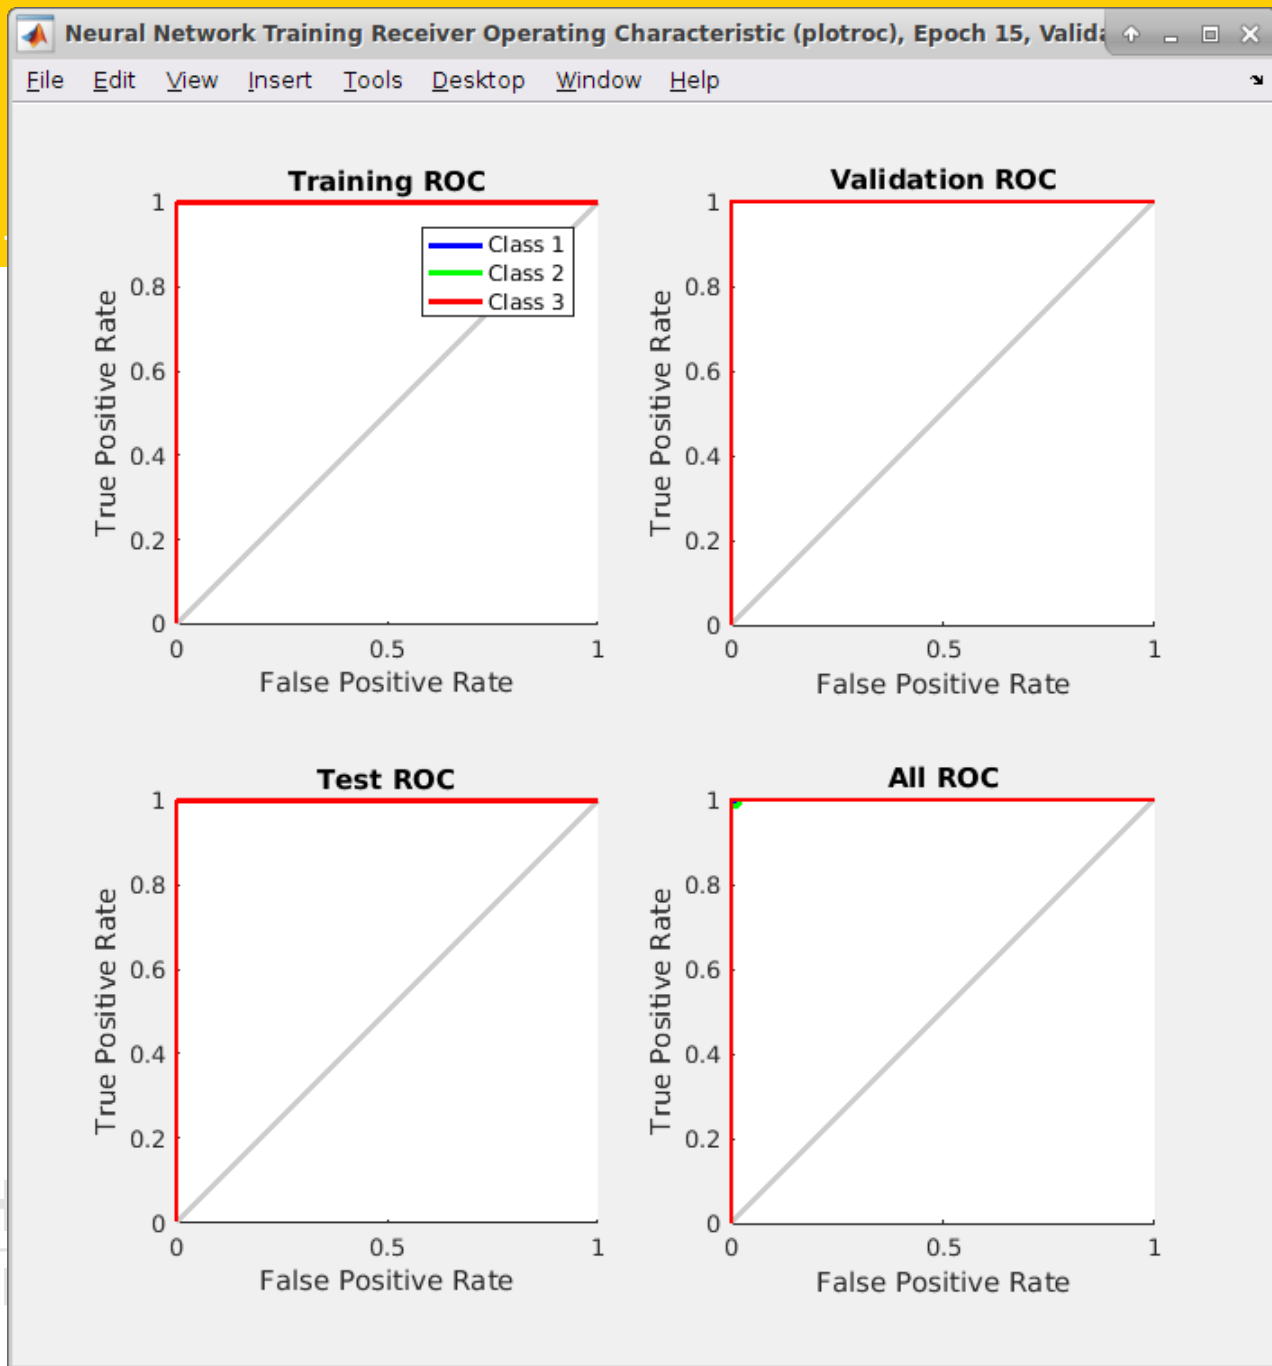 Neural Network Training Receiver Operating Characteristic (plotroc), Epoch 15, Valida
File Edit View Insert Tools Desktop Window Help
Training ROC
1
0.8
0.6
0.4
0.2
0
0 0.5 1
True Positive Rate
False Positive Rate
Class 1
Class 2
Class 3
Validation ROC
1
0.8
0.6
0.4
0.2
0
0 0.5 1
True Positive Rate
False Positive Rate
Test ROC
1
0.8
0.6
0.4
0.2
0
0 0.5 1
True Positive Rate
False Positive Rate
All ROC
1
0.8
0.6
0.4
0.2
0
0 0.5 1
True Positive Rate
False Positive Rate